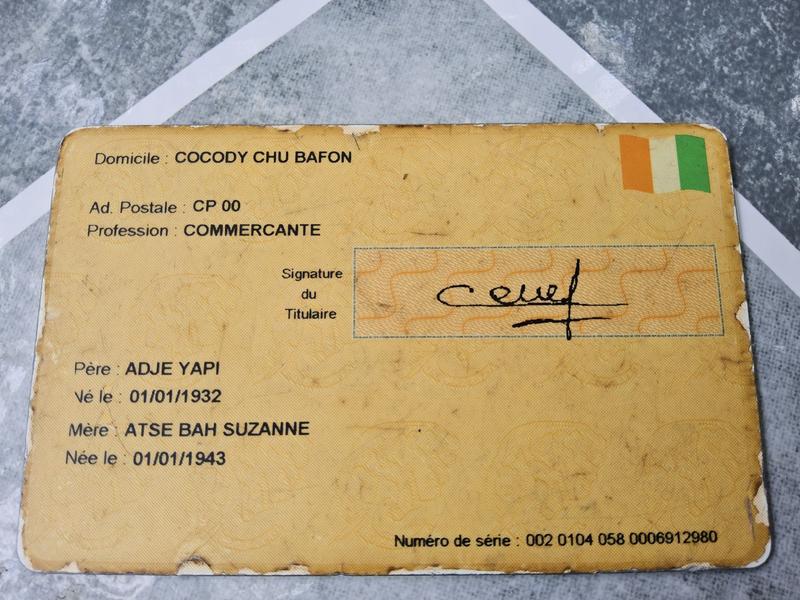 Domicile : COCODY CHU BAFON
Ad. Postale : CP 00
Profession : COMMERCANTE
Signature
du
Titulaire
Père : ADJE YAPI
Né le : 01/01/1932
Mère : ATSE BAH SUZANNE
Née le : 01/01/1943
Numéro de série : 002 0104 058 0006912980